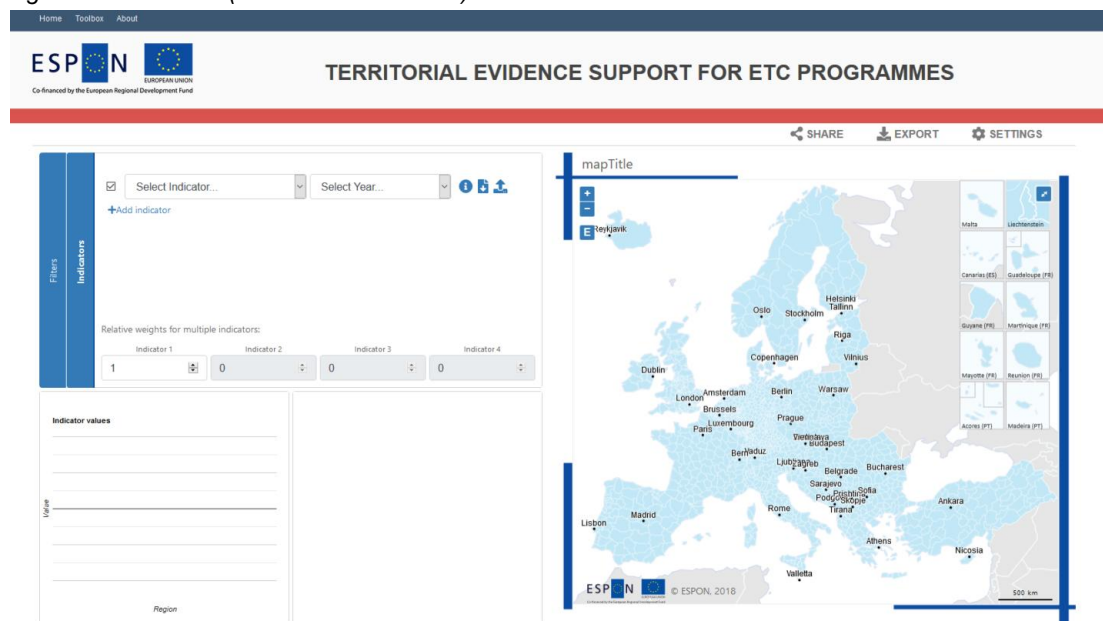 Home Toolbox About
ESPON
EUROPEAN UNION
Co-financed by the European Regional Development Fund
TERRITORIAL EVIDENCE SUPPORT FOR ETC PROGRAMMES
SHARE EXPORT SETTINGS
Filters
Indicators
Select Indicator... Select Year...
+Add indicator
Relative weights for multiple indicators:
Indicator 1 Indicator 2 Indicator 3 Indicator 4
1 0 0 0
Indicator values
Value
Region
mapTitle
+
−
E
Reykjavik
Malta Liechtenstein
Canarias (ES) Guadeloupe (FR)
Guyane (FR) Martinique (FR)
Mayotte (FR) Reunion (FR)
Acores (PT) Madeira (PT)
Helsinki
Oslo Stockholm Tallinn
Riga
Copenhagen Vilnius
Dublin
London Amsterdam Berlin Warsaw
Brussels
Paris Luxembourg Prague
Budapest
Bern Vaduz
Zagreb Belgrade Bucharest
Sarajevo
Prishtina Sofia
Skopje
Lisbon Madrid Rome Tirana Ankara
Athens
Nicosia
Valletta
ESPON © ESPON, 2018
500 km